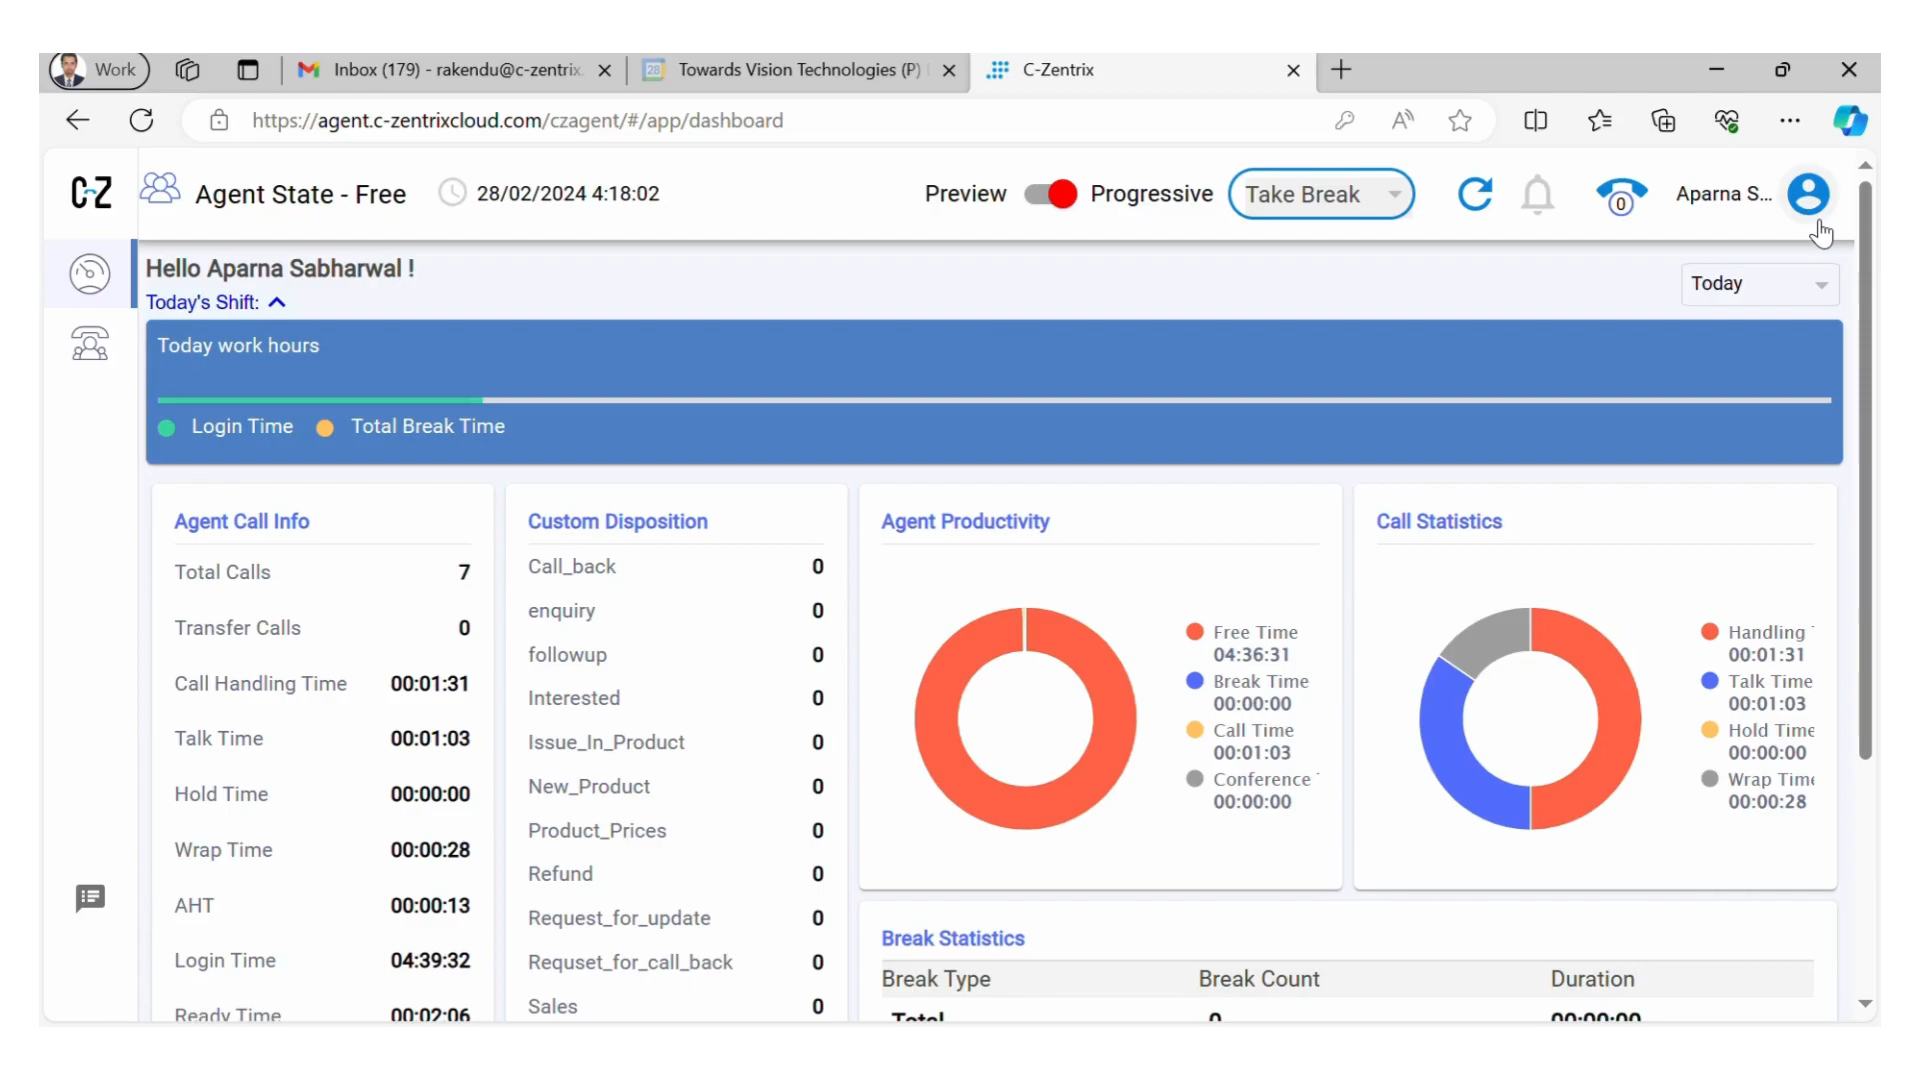 Work
Inbox (179) - rakendu@c-zentrix.
28
Towards Vision Technologies (P)
C-Zentrix
https://agent.c-zentrixcloud.com/czagent/#/app/dashboard
C-Z
Agent State - Free
28/02/2024 4:18:02
Preview
Progressive
Take Break
0
Aparna S...
Hello Aparna Sabharwal !
Today's Shift:
Today
Today work hours
Login Time
Total Break Time
Agent Call Info
Total Calls 7
Transfer Calls 0
Call Handling Time 00:01:31
Talk Time 00:01:03
Hold Time 00:00:00
Wrap Time 00:00:28
AHT 00:00:13
Login Time 04:39:32
Ready Time 00:02:06
Custom Disposition
Call_back 0
enquiry 0
followup 0
Interested 0
Issue_In_Product 0
New_Product 0
Product_Prices 0
Refund 0
Request_for_update 0
Requset_for_call_back 0
Sales 0
Agent Productivity
Free Time
04:36:31
Break Time
00:00:00
Call Time
00:01:03
Conference
00:00:00
Call Statistics
Handling
00:01:31
Talk Time
00:01:03
Hold Time
00:00:00
Wrap Time
00:00:28
Break Statistics
Break Type Break Count Duration
Total 0 00:00:00